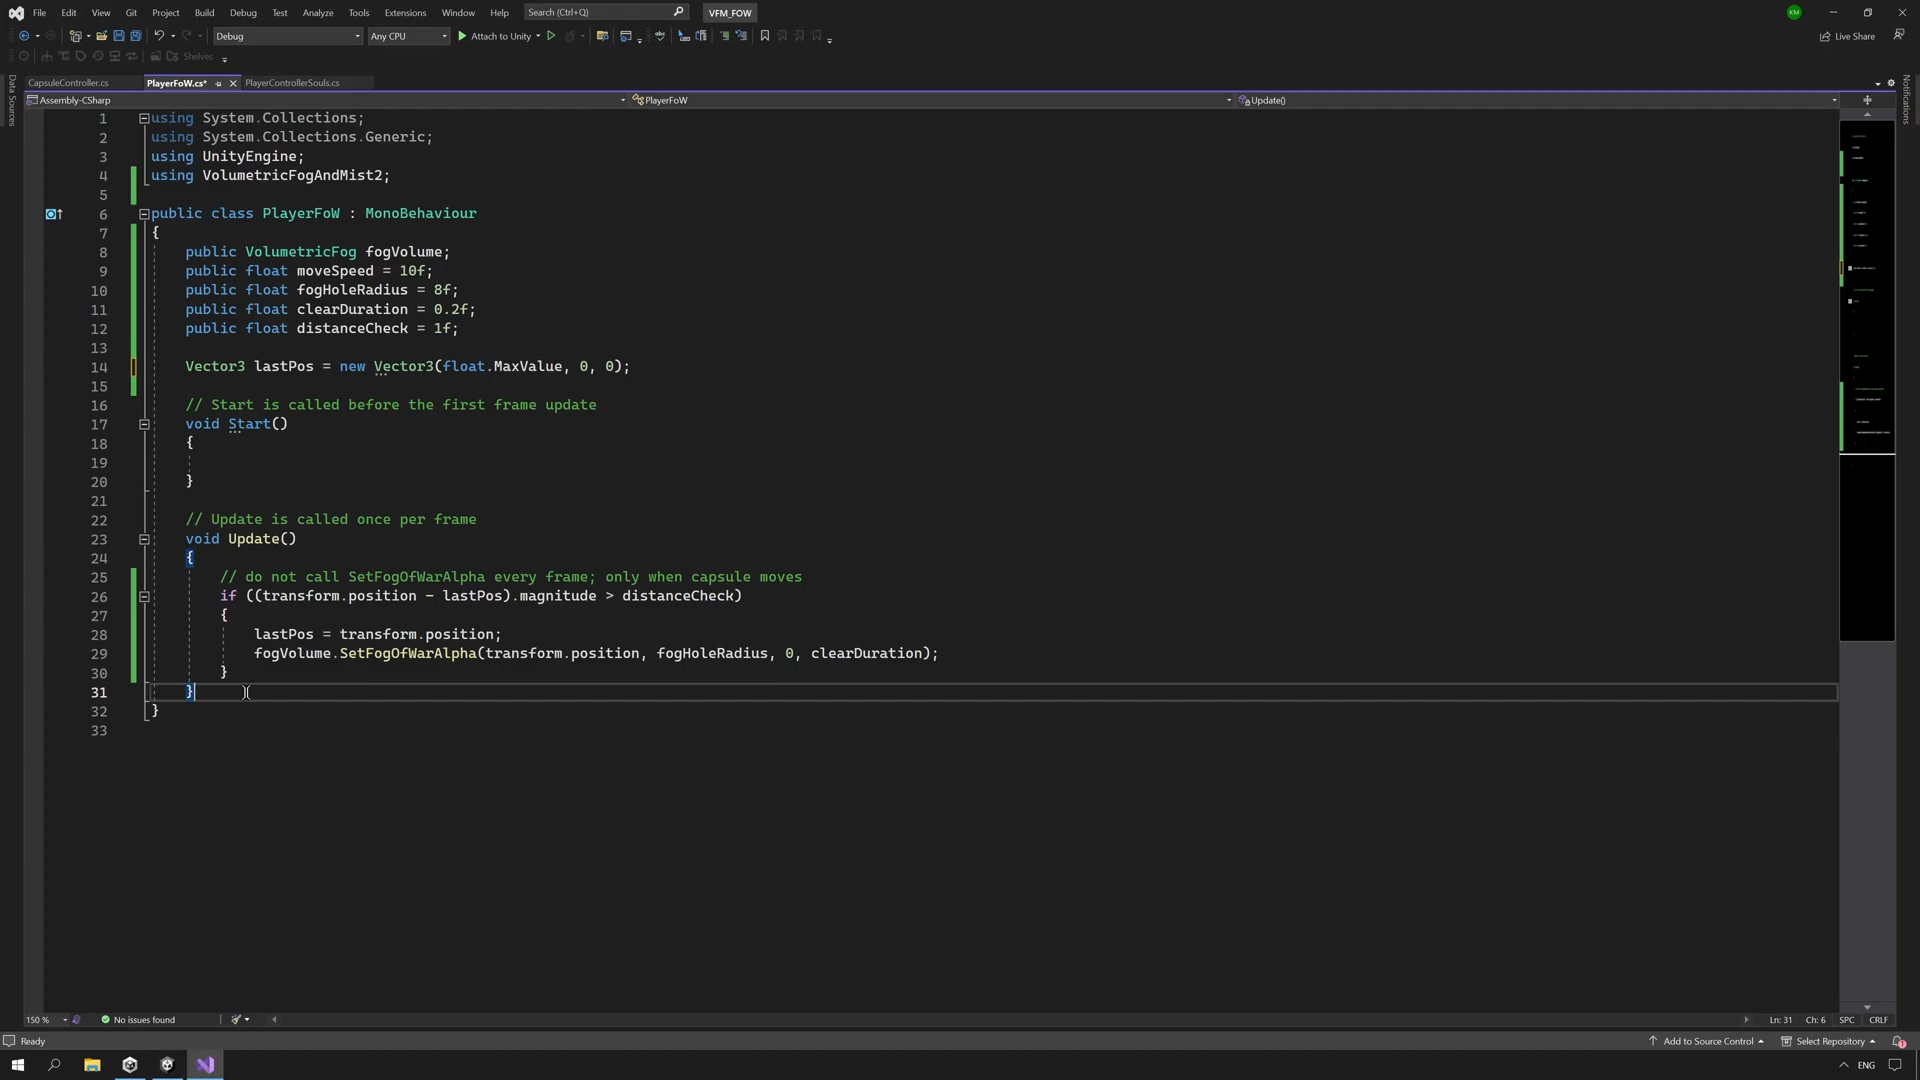 File Edit View Git Project Build Debug Test Analyze Tools Extensions Window Help Search (Ctrl+Q) VFM_FOW KM
Debug Any CPU Attach to Unity Live Share
Shelves
CapsuleController.cs PlayerFoW.cs* PlayerControllerSouls.cs
Assembly-CSharp PlayerFoW Update()
Data Sources
Notifications
1 using System.Collections;
2 using System.Collections.Generic;
3 using UnityEngine;
4 using VolumetricFogAndMist2;
5
6 public class PlayerFoW : MonoBehaviour
7 {
8 public VolumetricFog fogVolume;
9 public float moveSpeed = 10f;
10 public float fogHoleRadius = 8f;
11 public float clearDuration = 0.2f;
12 public float distanceCheck = 1f;
13
14 Vector3 lastPos = new Vector3(float.MaxValue, 0, 0);
15
16 // Start is called before the first frame update
17 void Start()
18 {
19
20 }
21
22 // Update is called once per frame
23 void Update()
24 {
25 // do not call SetFogOfWarAlpha every frame; only when capsule moves
26 if ((transform.position - lastPos).magnitude > distanceCheck)
27 {
28 lastPos = transform.position;
29 fogVolume.SetFogOfWarAlpha(transform.position, fogHoleRadius, 0, clearDuration);
30 }
31 }
32 }
33
150 % No issues found Ln: 31 Ch: 6 SPC CRLF
Ready Add to Source Control Select Repository 1
ENG